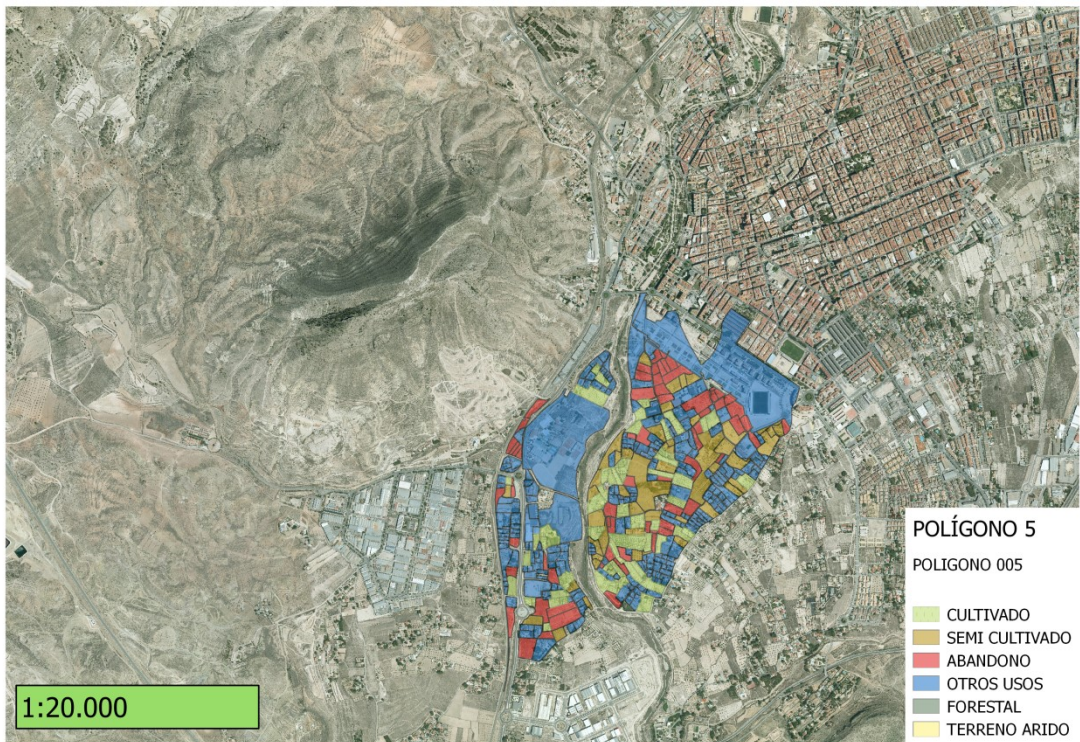 POLÍGONO 5
POLIGONO 005
CULTIVADO
SEMI CULTIVADO
ABANDONO
OTROS USOS
FORESTAL
TERRENO ARIDO
1:20.000